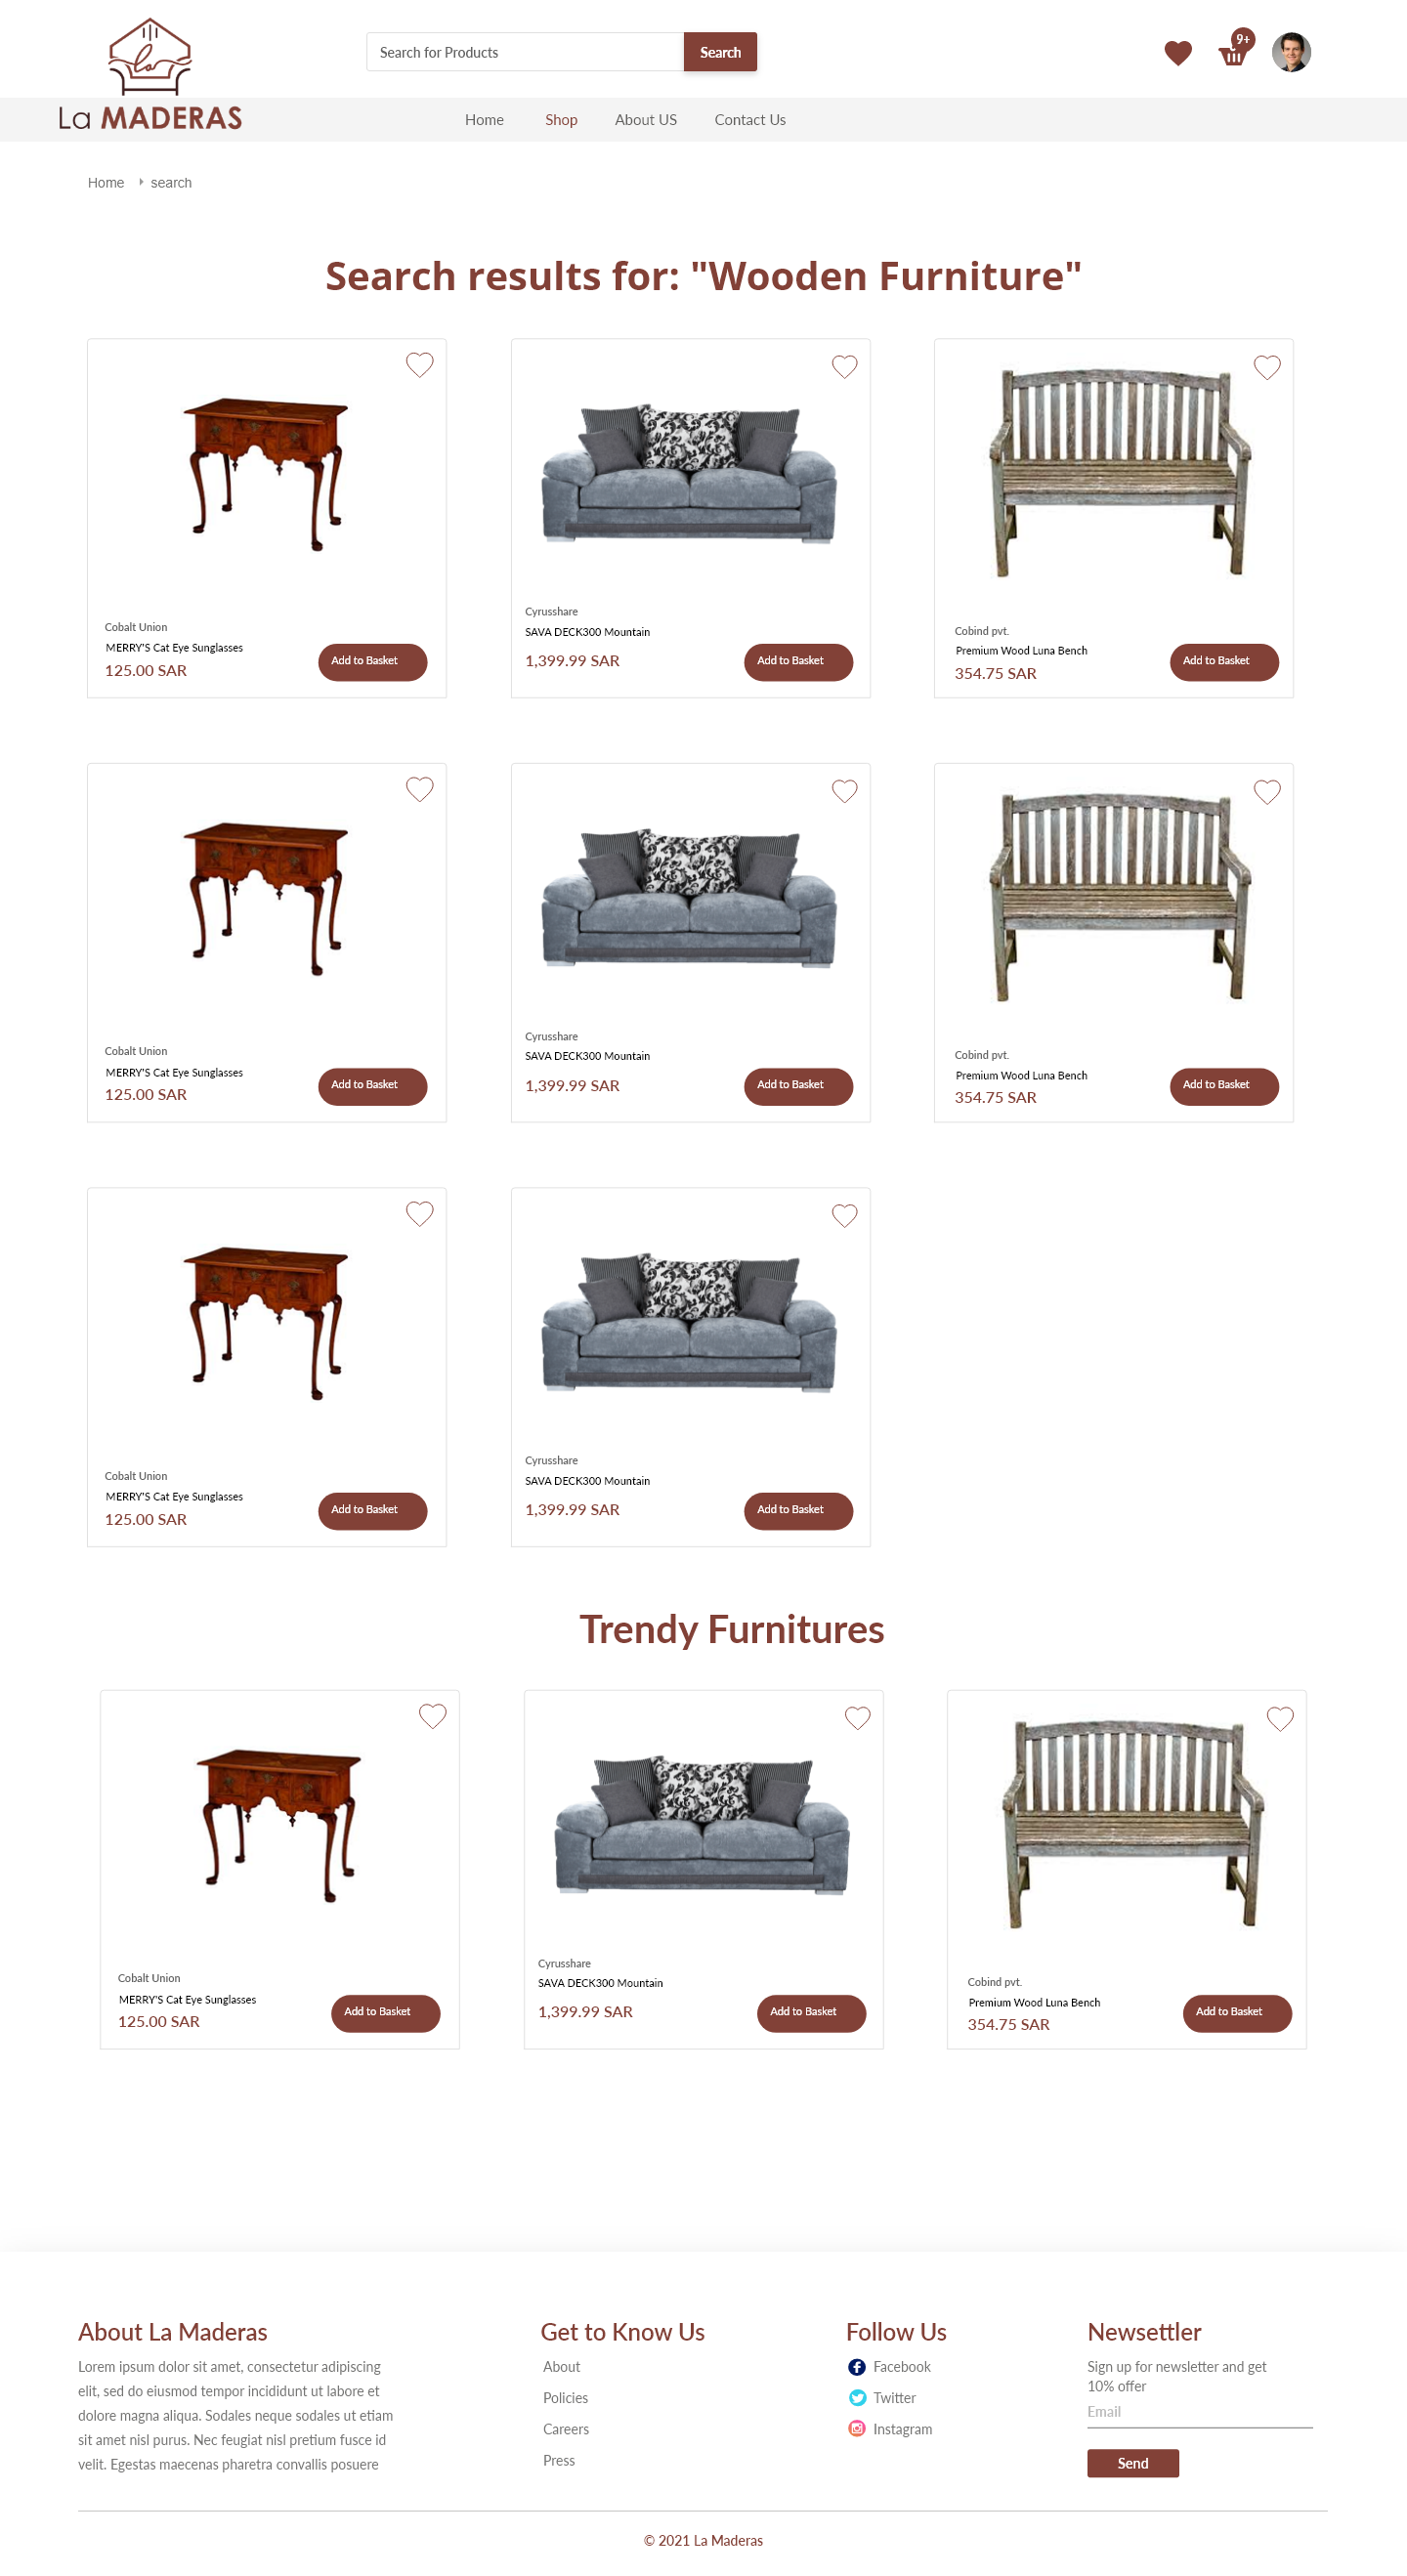 La MADERAS
Search for Products
Search
9+
Home
Shop
About US
Contact Us
Home
search
Search results for: "Wooden Furniture"
Cobalt Union
MERRY'S Cat Eye Sunglasses
125.00 SAR
Add to Basket
Cyrusshare
SAVA DECK300 Mountain
1,399.99 SAR
Add to Basket
Cobind pvt.
Premium Wood Luna Bench
354.75 SAR
Add to Basket
Cobalt Union
MERRY'S Cat Eye Sunglasses
125.00 SAR
Add to Basket
Cyrusshare
SAVA DECK300 Mountain
1,399.99 SAR
Add to Basket
Cobind pvt.
Premium Wood Luna Bench
354.75 SAR
Add to Basket
Cobalt Union
MERRY'S Cat Eye Sunglasses
125.00 SAR
Add to Basket
Cyrusshare
SAVA DECK300 Mountain
1,399.99 SAR
Add to Basket
Trendy Furnitures
Cobalt Union
MERRY'S Cat Eye Sunglasses
125.00 SAR
Add to Basket
Cyrusshare
SAVA DECK300 Mountain
1,399.99 SAR
Add to Basket
Cobind pvt.
Premium Wood Luna Bench
354.75 SAR
Add to Basket
About La Maderas
Lorem ipsum dolor sit amet, consectetur adipiscing
elit, sed do eiusmod tempor incididunt ut labore et
dolore magna aliqua. Sodales neque sodales ut etiam
sit amet nisl purus. Nec feugiat nisl pretium fusce id
velit. Egestas maecenas pharetra convallis posuere
Get to Know Us
About
Policies
Careers
Press
Follow Us
Facebook
Twitter
Instagram
Newsettler
Sign up for newsletter and get
10% offer
Email
Send
© 2021 La Maderas